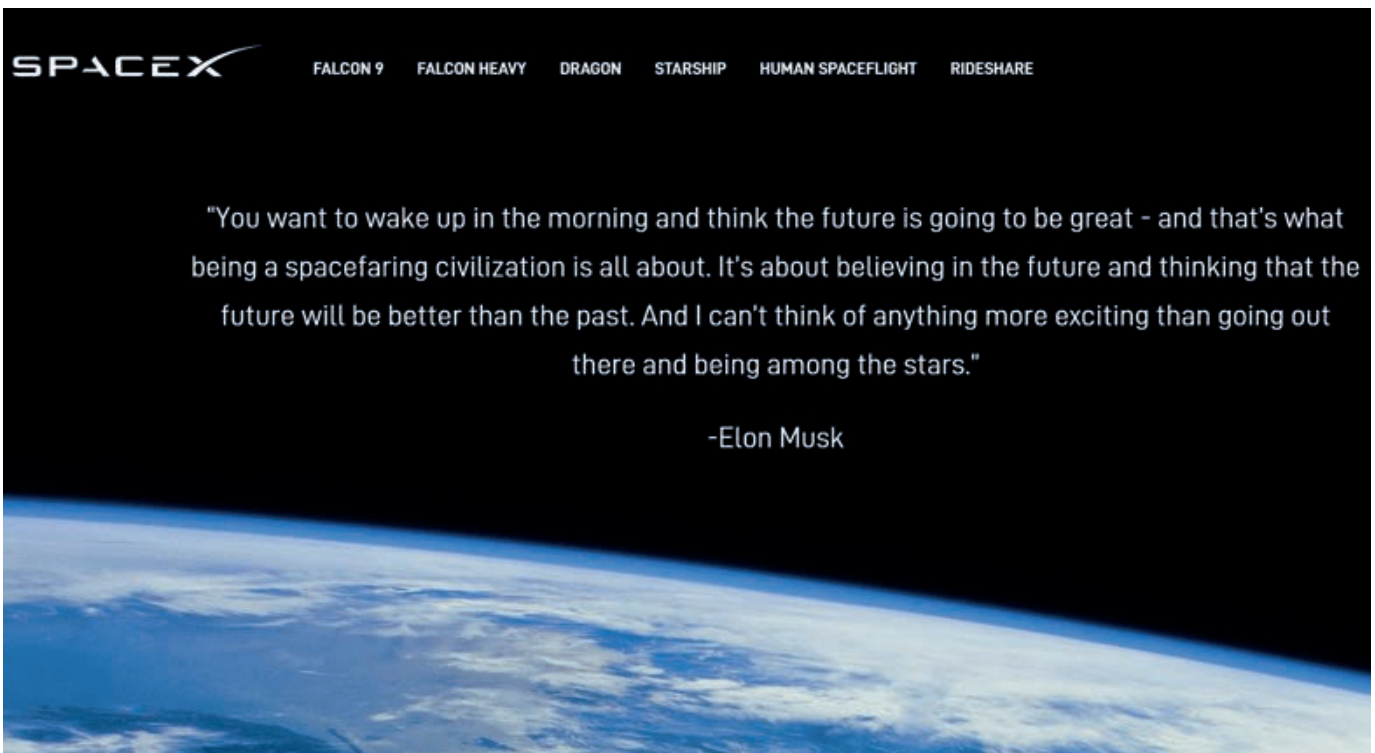 SPACEX FALCON 9 FALCON HEAVY DRAGON STARSHIP HUMAN SPACEFLIGHT RIDESHARE
"You want to wake up in the morning and think the future is going to be great - and that's what
being a spacefaring civilization is all about. It's about believing in the future and thinking that the
future will be better than the past. And I can't think of anything more exciting than going out
there and being among the stars."
-Elon Musk